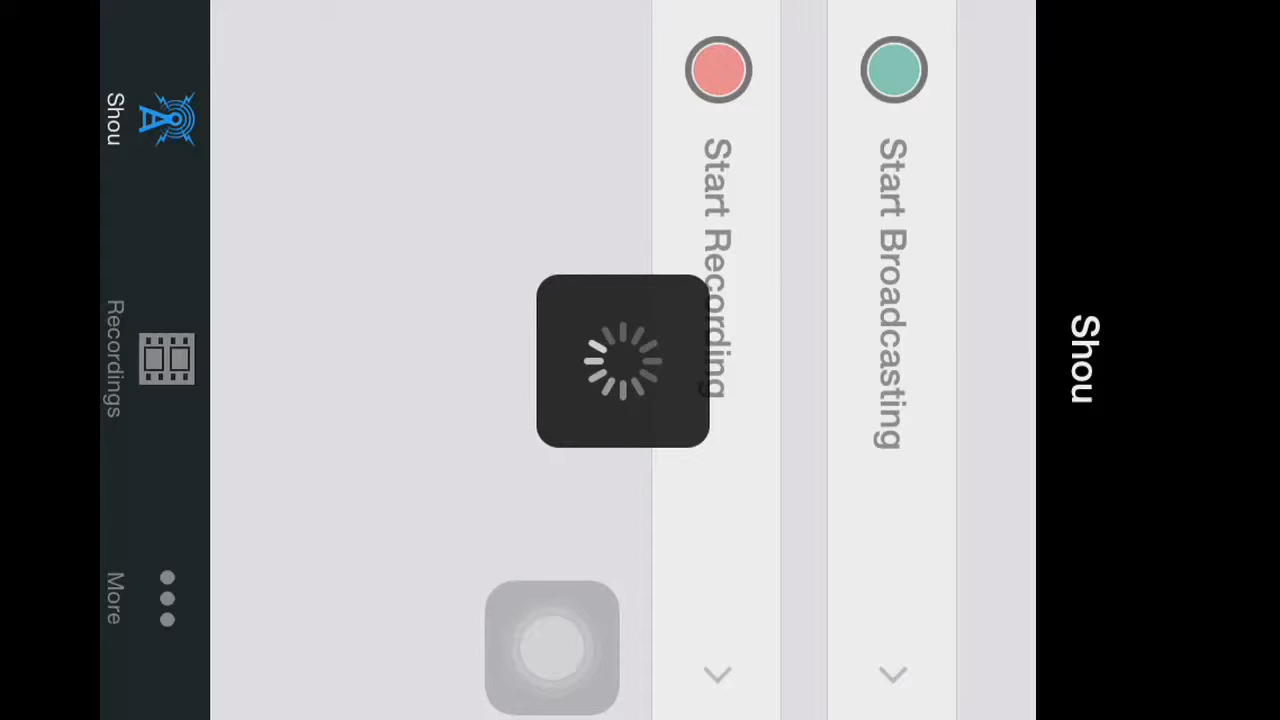 Shou
Start Broadcasting
Start Recording
Shou
Recordings
More